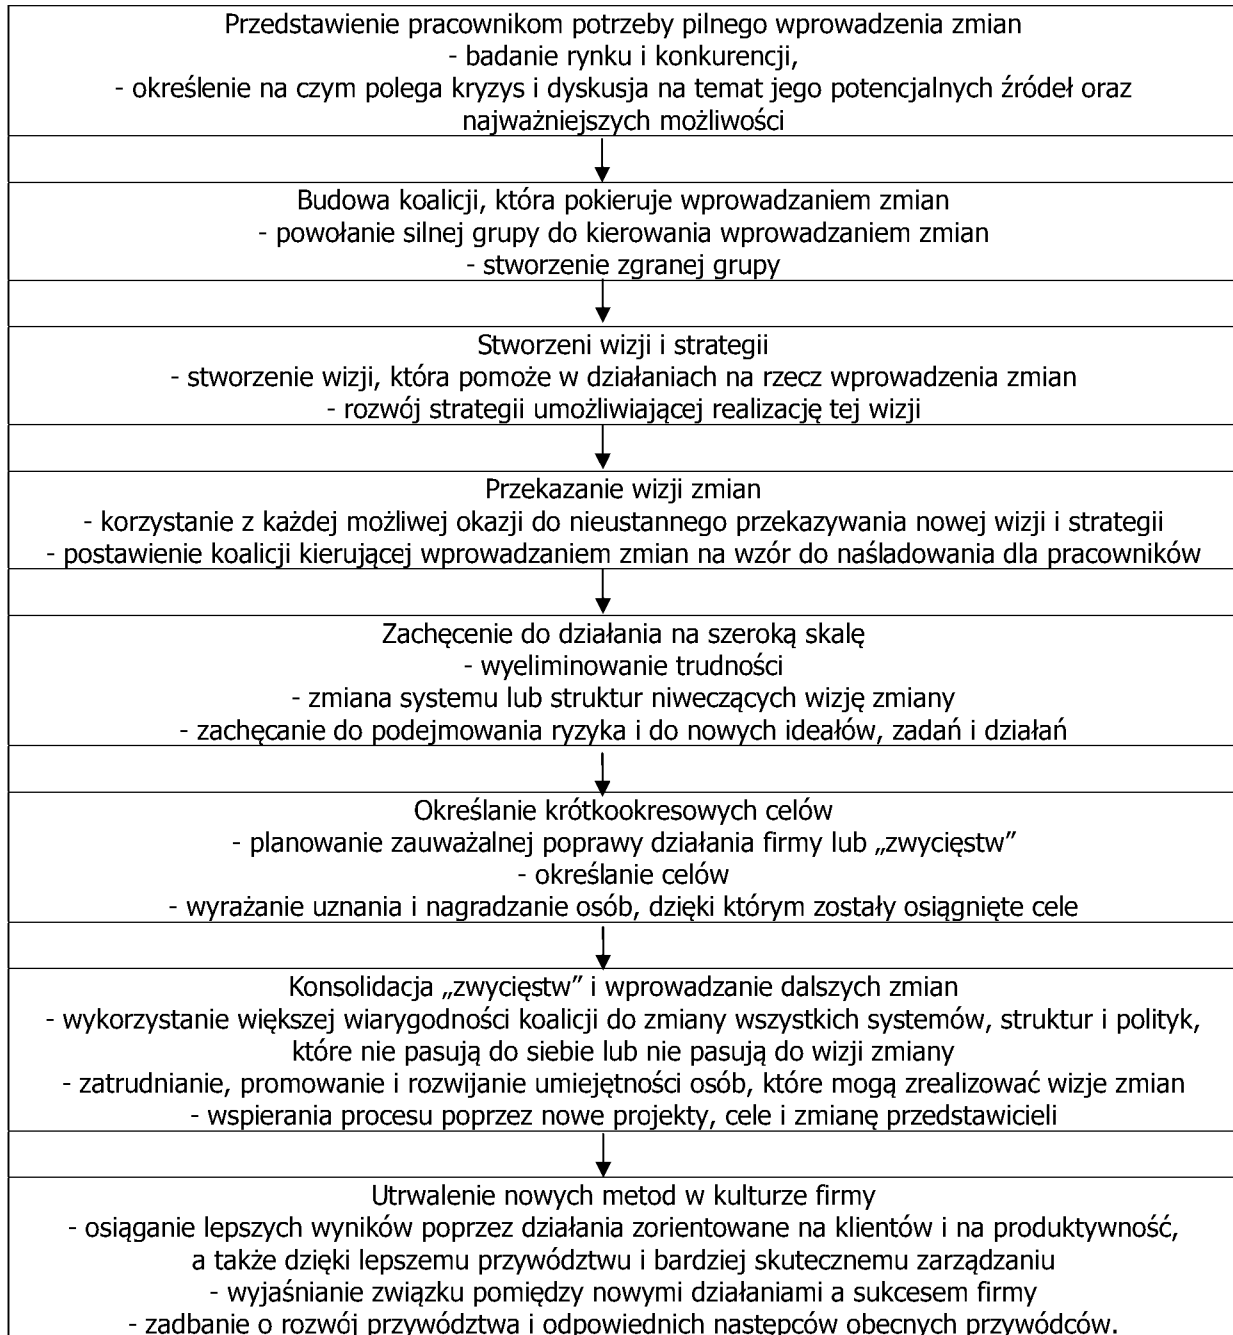 Przedstawienie pracownikom potrzeby pilnego wprowadzenia zmian
- badanie rynku i konkurencji,
- określenie na czym polega kryzys i dyskusja na temat jego potencjalnych źródeł oraz
najważniejszych możliwości
Budowa koalicji, która pokieruje wprowadzaniem zmian
- powołanie silnej grupy do kierowania wprowadzaniem zmian
- stworzenie zgranej grupy
Stworzeni wizji i strategii
- stworzenie wizji, która pomoże w działaniach na rzecz wprowadzenia zmian
- rozwój strategii umożliwiającej realizację tej wizji
Przekazanie wizji zmian
- korzystanie z każdej możliwej okazji do nieustannego przekazywania nowej wizji i strategii
- postawienie koalicji kierującej wprowadzaniem zmian na wzór do naśladowania dla pracowników
Zachęcenie do działania na szeroką skalę
- wyeliminowanie trudności
- zmiana systemu lub struktur niweczących wizję zmiany
- zachęcanie do podejmowania ryzyka i do nowych ideałów, zadań i działań
Określanie krótkookresowych celów
- planowanie zauważalnej poprawy działania firmy lub „zwycięstw”
- określanie celów
- wyrażanie uznania i nagradzanie osób, dzięki którym zostały osiągnięte cele
Konsolidacja „zwycięstw” i wprowadzanie dalszych zmian
- wykorzystanie większej wiarygodności koalicji do zmiany wszystkich systemów, struktur i polityk,
które nie pasują do siebie lub nie pasują do wizji zmiany
- zatrudnianie, promowanie i rozwijanie umiejętności osób, które mogą zrealizować wizje zmian
- wspierania procesu poprzez nowe projekty, cele i zmianę przedstawicieli
Utrwalenie nowych metod w kulturze firmy
- osiąganie lepszych wyników poprzez działania zorientowane na klientów i na produktywność,
a także dzięki lepszemu przywództwu i bardziej skutecznemu zarządzaniu
- wyjaśnianie związku pomiędzy nowymi działaniami a sukcesem firmy
- zadbanie o rozwój przywództwa i odpowiednich następców obecnych przywódców.